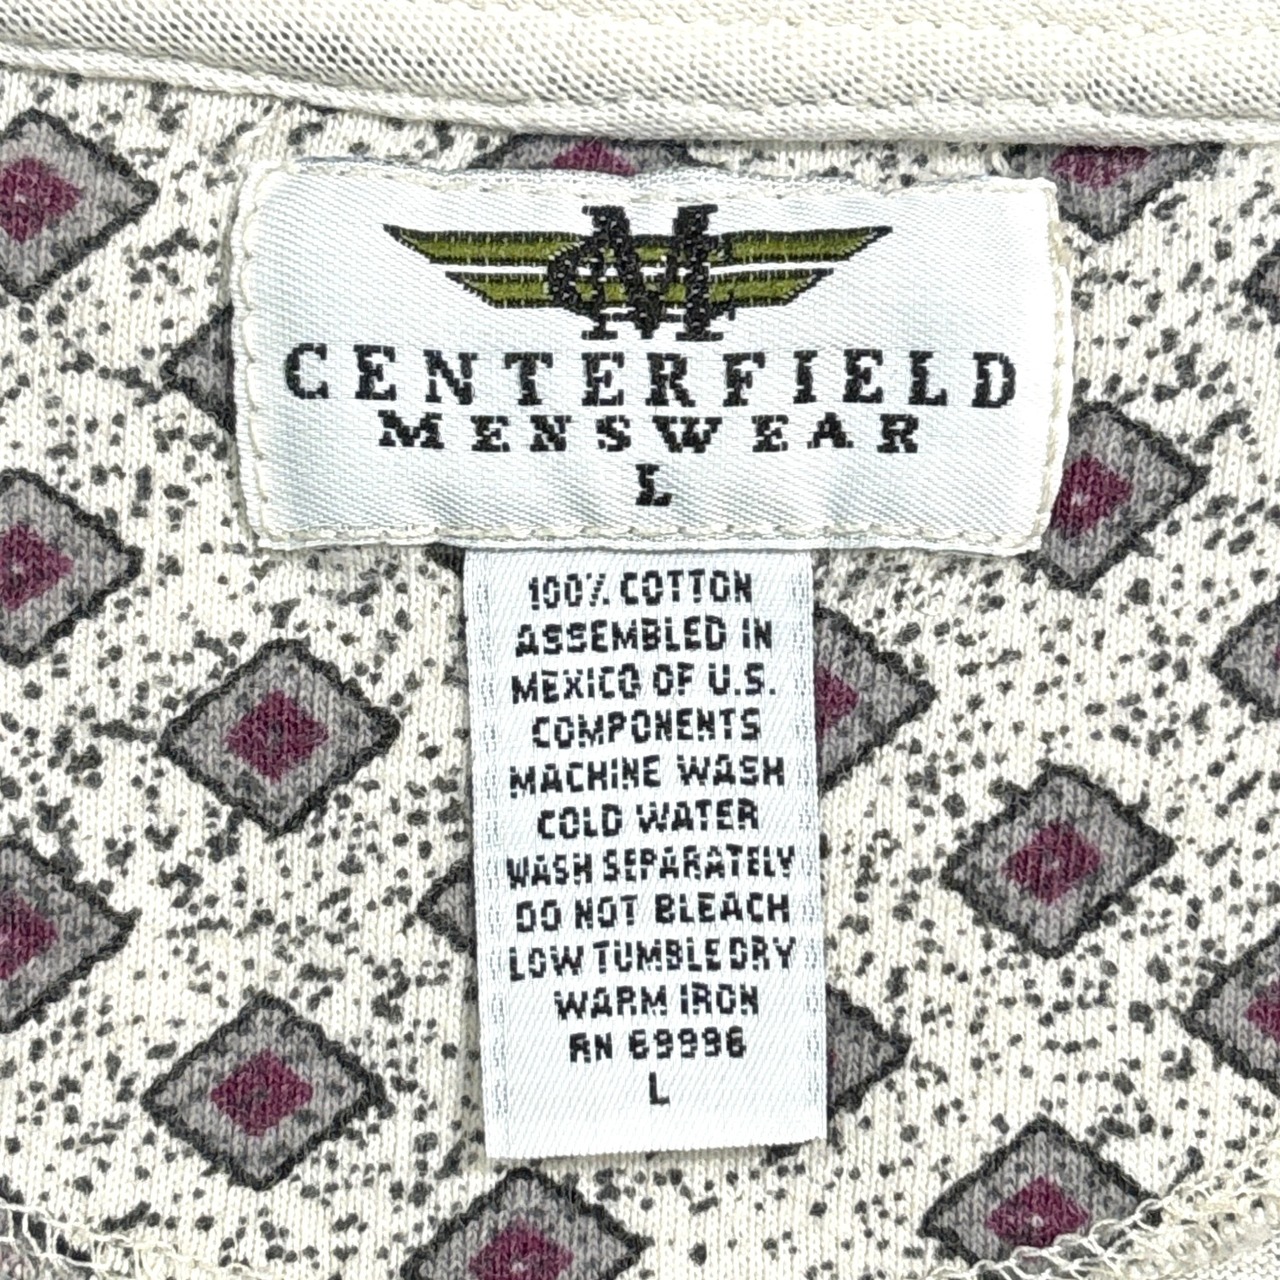 CM
CENTERFIELD
MENSWEAR
L
100% COTTON
ASSEMBLED IN
MEXICO OF U.S.
COMPONENTS
MACHINE WASH
COLD WATER
WASH SEPARATELY
DO NOT BLEACH
LOW TUMBLE DRY
WARM IRON
RN 69996
L